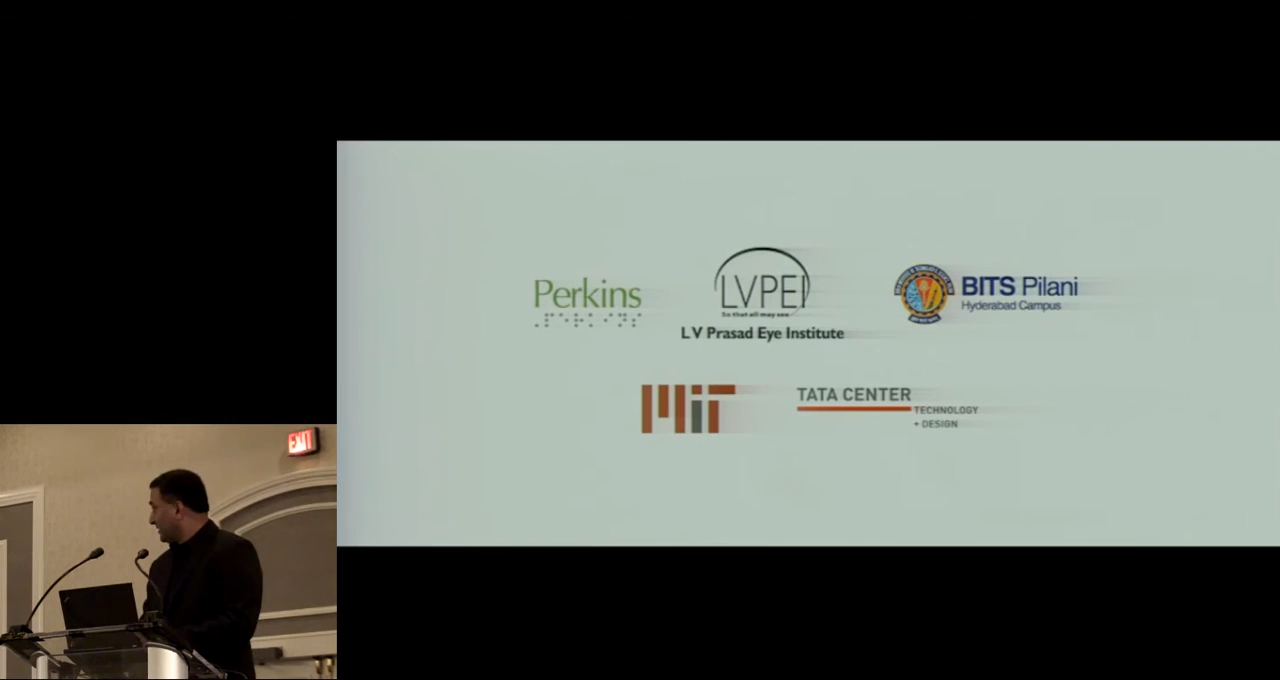 Perkins
LVPEI
So that all may see
L V Prasad Eye Institute
BITS Pilani
Hyderabad Campus
MIT
TATA CENTER
TECHNOLOGY
+ DESIGN
EXIT